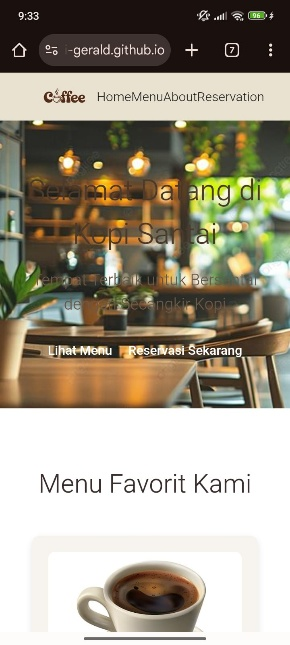 9:33
96
-gerald.github.io
7
Coffee HomeMenuAboutReservation
Selamat Datang di
Kopi Santai
Tempat Terbaik untuk Bersantai
dengan Secangkir Kopi
Lihat Menu Reservasi Sekarang
Menu Favorit Kami